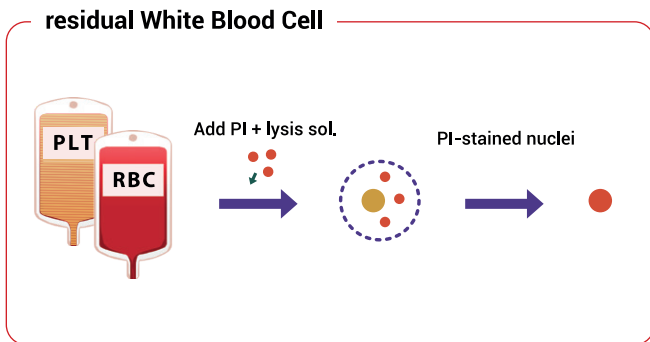 residual White Blood Cell
PLT
RBC
Add PI + lysis sol.
PI-stained nuclei